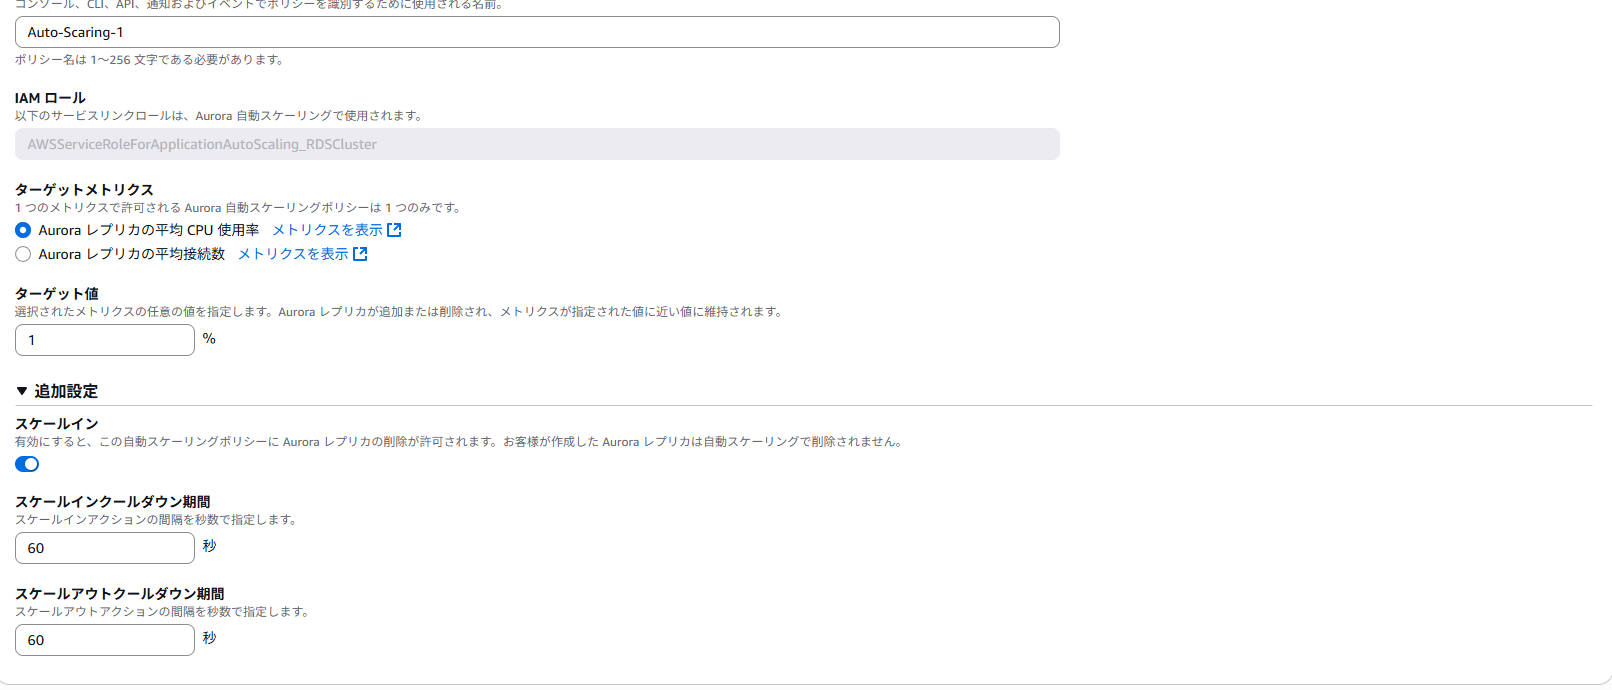 コンソール、CLI、API、通知およびイベントでポリシーを識別するために使用される名前。
Auto-Scaring-1
ポリシー名は 1～256 文字である必要があります。
IAM ロール
以下のサービスリンクロールは、Aurora 自動スケーリングで使用されます。
AWSServiceRoleForApplicationAutoScaling_RDSCluster
ターゲットメトリクス
1 つのメトリクスで許可される Aurora 自動スケーリングポリシーは 1 つのみです。
Aurora レプリカの平均 CPU 使用率 メトリクスを表示
Aurora レプリカの平均接続数 メトリクスを表示
ターゲット値
選択されたメトリクスの任意の値を指定します。Aurora レプリカが追加または削除され、メトリクスが指定された値に近い値に維持されます。
1 %
▼ 追加設定
スケールイン
有効にすると、この自動スケーリングポリシーに Aurora レプリカの削除が許可されます。お客様が作成した Aurora レプリカは自動スケーリングで削除されません。
スケールインクールダウン期間
スケールインアクションの間隔を秒数で指定します。
60 秒
スケールアウトクールダウン期間
スケールアウトアクションの間隔を秒数で指定します。
60 秒